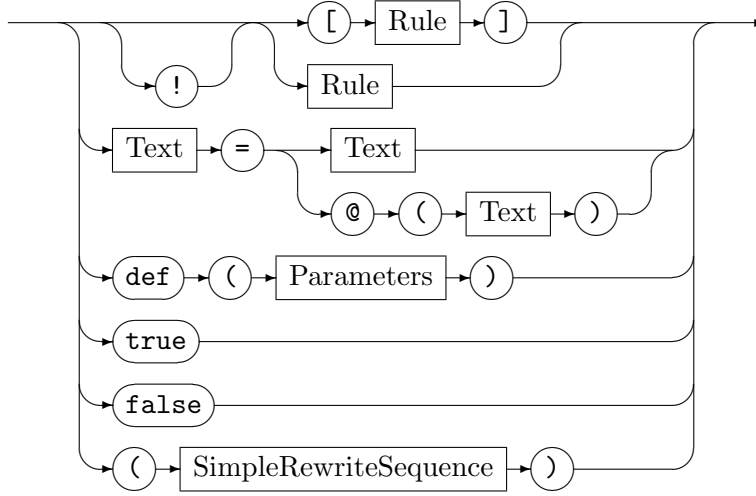 [ Rule ]
! Rule
Text = Text
@ ( Text )
def ( Parameters )
true
false
( SimpleRewriteSequence )